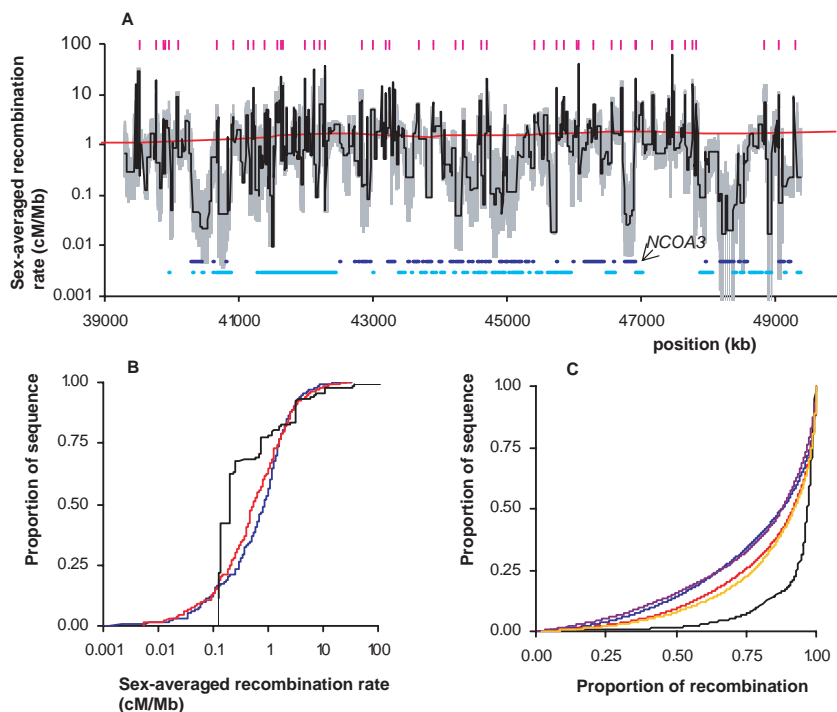 A
Sex-averaged recombination
rate (cM/Mb)
100
10
1
0.1
0.01
0.001
NCOA3
39000 41000 43000 45000 47000 49000
position (kb)
B
Proportion of sequence
1.00
0.75
0.50
0.25
0.00
0.001 0.01 0.1 1 10 100
Sex-averaged recombination rate
(cM/Mb)
C
Proportion of sequence
1.00
0.75
0.50
0.25
0.00
0.00 0.25 0.50 0.75 1.00
Proportion of recombination